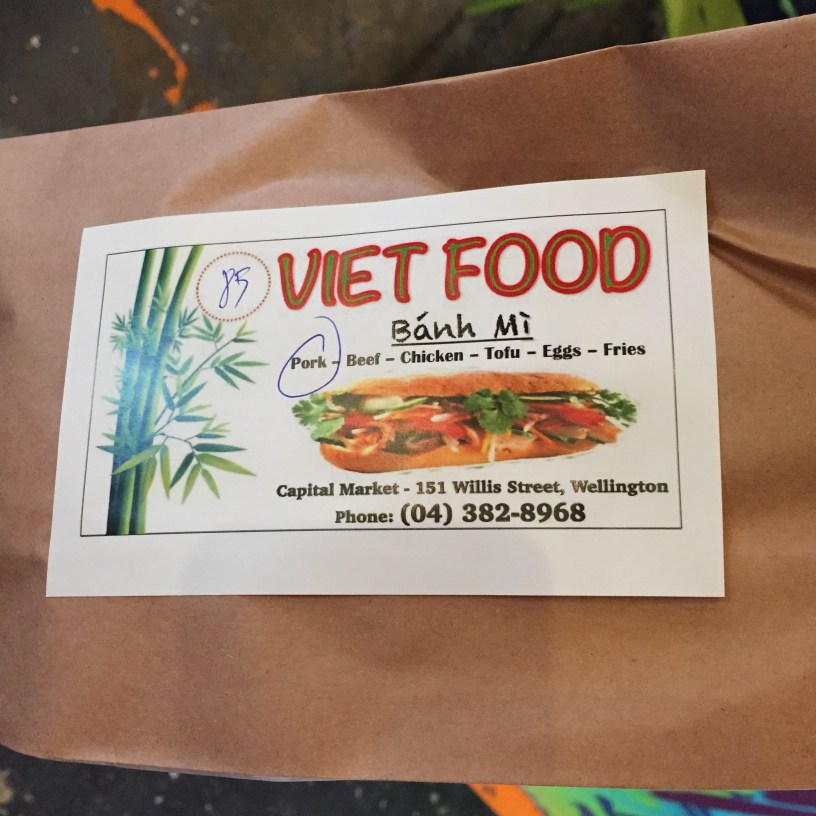 85
VIET FOOD
Bánh Mì
Pork – Beef – Chicken – Tofu – Eggs – Fries
Capital Market - 151 Willis Street, Wellington
Phone: (04) 382-8968